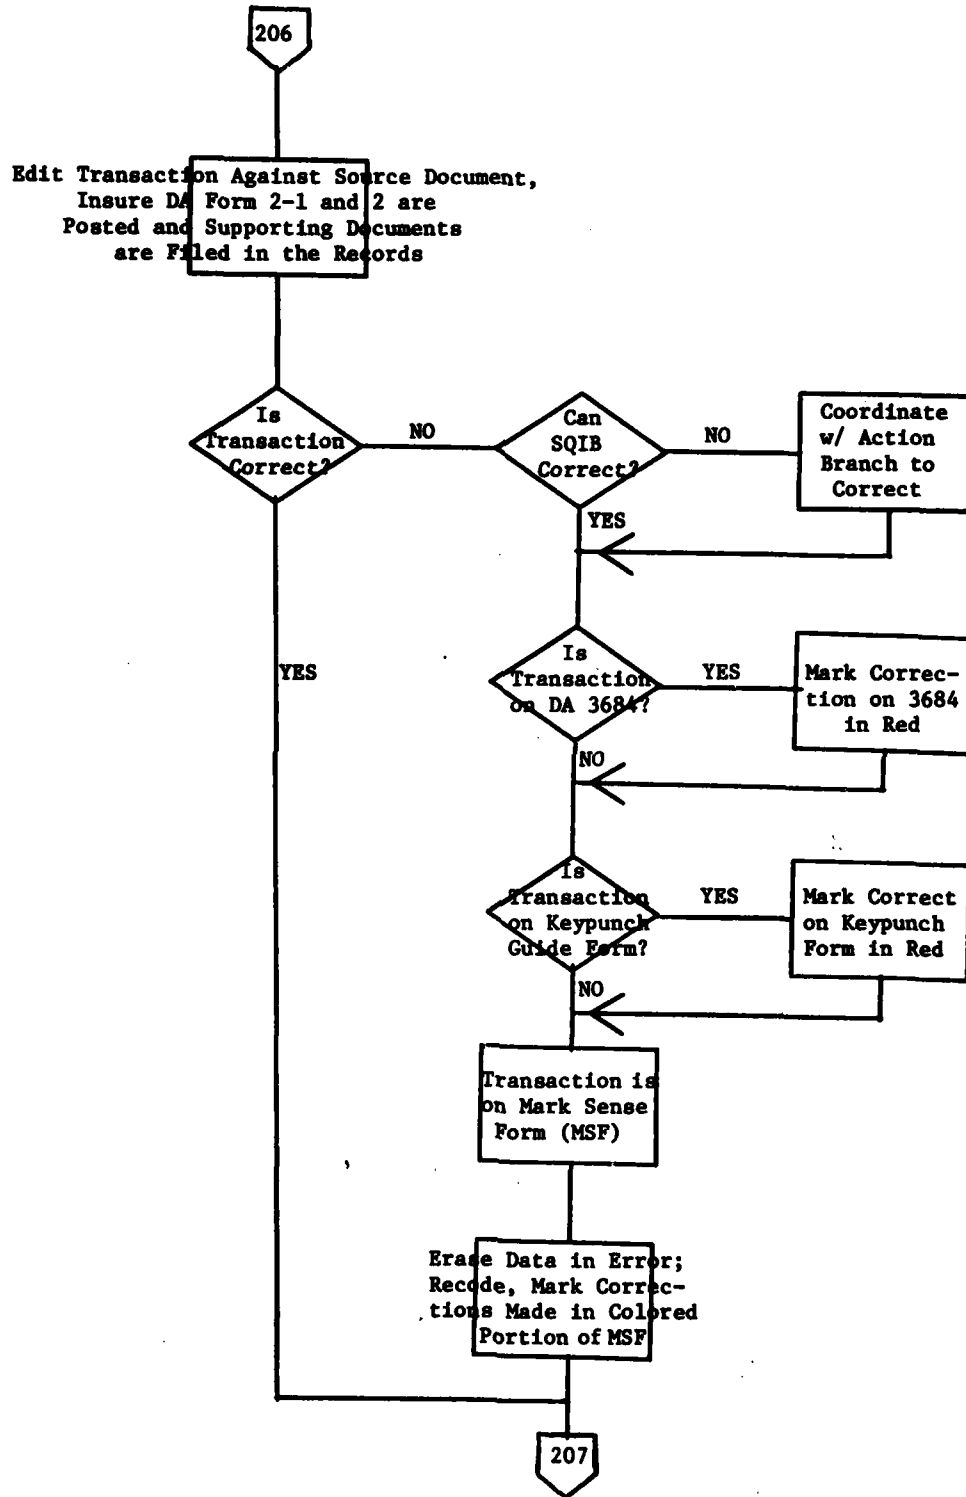 206
Edit Transaction Against Source Document,
Insure DA Form 2-1 and 2 are
Posted and Supporting Documents
are Filed in the Records
Is
Transaction
Correct?
NO
Can
SQIB
Correct?
NO
Coordinate
w/ Action
Branch to
Correct
YES
YES
Is
Transaction
on DA 3684?
YES
Mark Correc-
tion on 3684
in Red
NO
Is
Transaction
on Keypunch
Guide Form?
YES
Mark Correct
on Keypunch
Form in Red
NO
Transaction is
on Mark Sense
Form (MSF)
Erase Data in Error;
Recode, Mark Correc-
tions Made in Colored
Portion of MSF
207